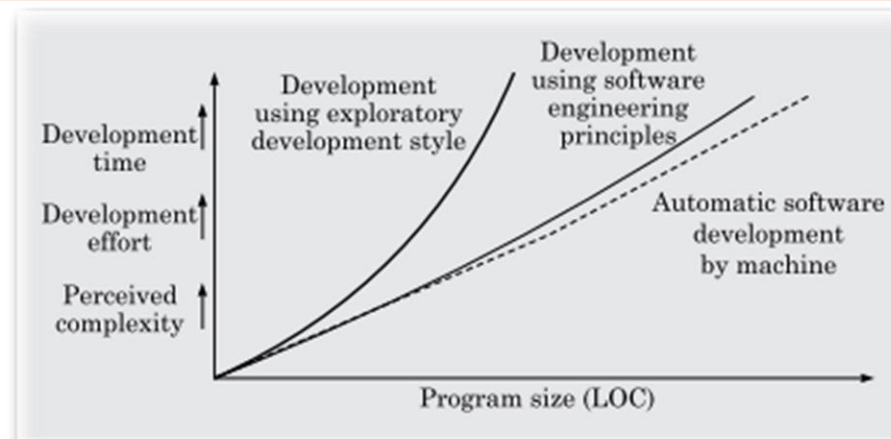 Development
using exploratory
development style
Development
using software
engineering
principles
Development
time
Development
effort
Perceived
complexity
Automatic software
development
by machine
Program size (LOC)